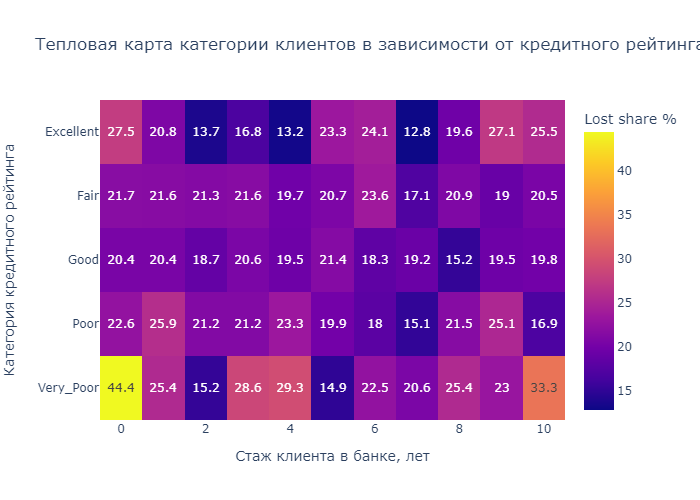 Тепловая карта категории клиентов в зависимости от кредитного рейтинга
Lost share %
Категория кредитного рейтинга
Excellent 27.5 20.8 13.7 16.8 13.2 23.3 24.1 12.8 19.6 27.1 25.5
Fair 21.7 21.6 21.3 21.6 19.7 20.7 23.6 17.1 20.9 19 20.5
Good 20.4 20.4 18.7 20.6 19.5 21.4 18.3 19.2 15.2 19.5 19.8
Poor 22.6 25.9 21.2 21.2 23.3 19.9 18 15.1 21.5 25.1 16.9
Very_Poor 44.4 25.4 15.2 28.6 29.3 14.9 22.5 20.6 25.4 23 33.3
0 2 4 6 8 10
Стаж клиента в банке, лет
40
35
30
25
20
15